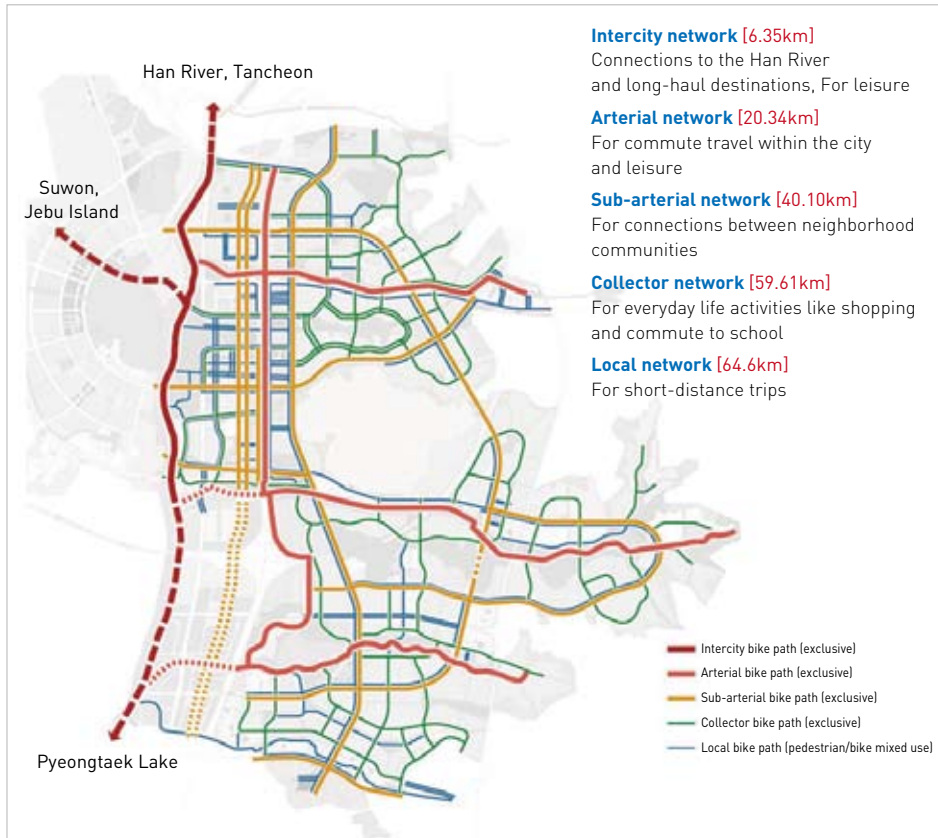 Intercity network [6.35km]
Connections to the Han River
and long-haul destinations, For leisure
Arterial network [20.34km]
For commute travel within the city
and leisure
Sub-arterial network [40.10km]
For connections between neighborhood
communities
Collector network [59.61km]
For everyday life activities like shopping
and commute to school
Local network [64.6km]
For short-distance trips
Han River, Tancheon
Suwon,
Jebu Island
Pyeongtaek Lake
Intercity bike path (exclusive)
Arterial bike path (exclusive)
Sub-arterial bike path (exclusive)
Collector bike path (exclusive)
Local bike path (pedestrian/bike mixed use)